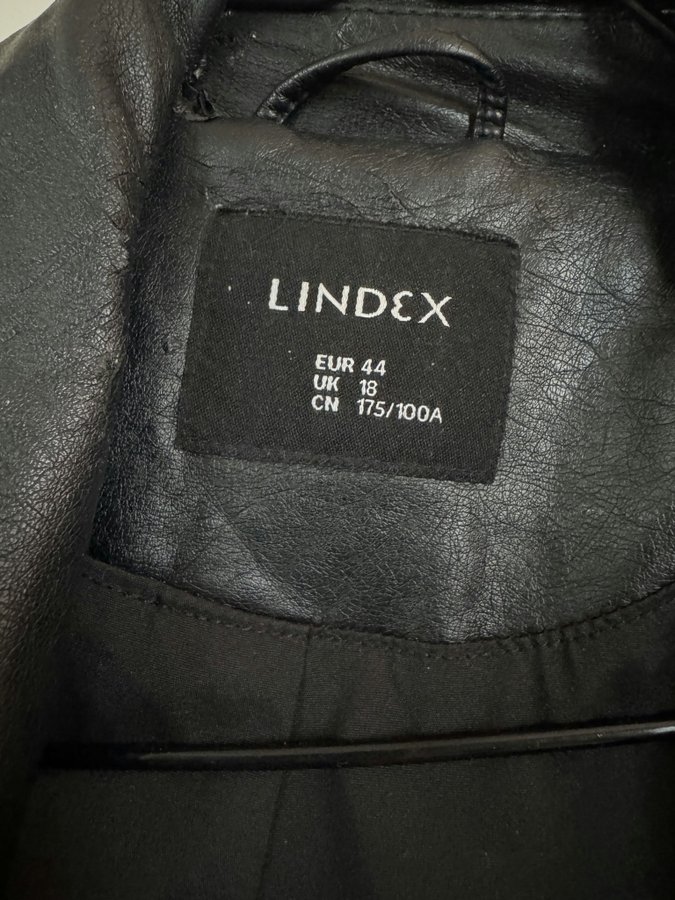 LINDEX
EUR 44
UK 18
CN 175/100A